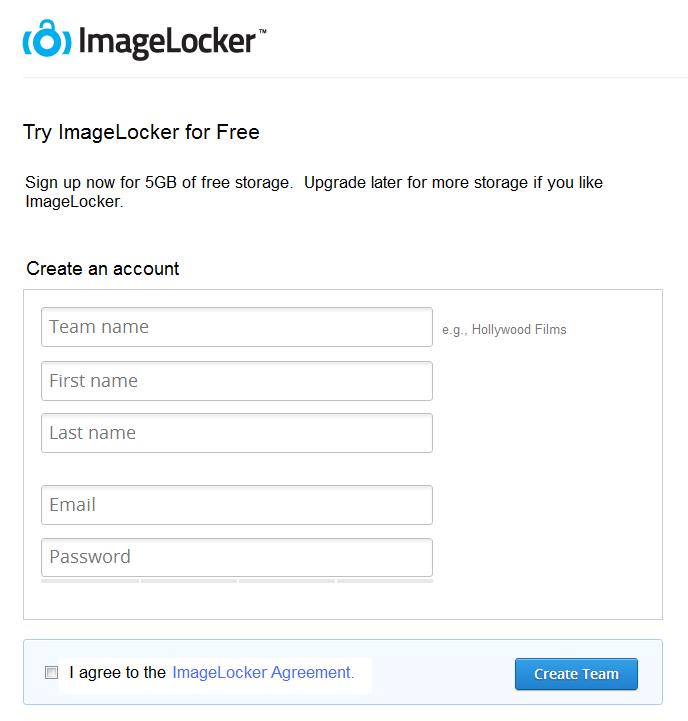 ImageLocker™
Try ImageLocker for Free
Sign up now for 5GB of free storage.  Upgrade later for more storage if you like
ImageLocker.
Create an account
Team name e.g., Hollywood Films
First name
Last name
Email
Password
I agree to the ImageLocker Agreement. Create Team